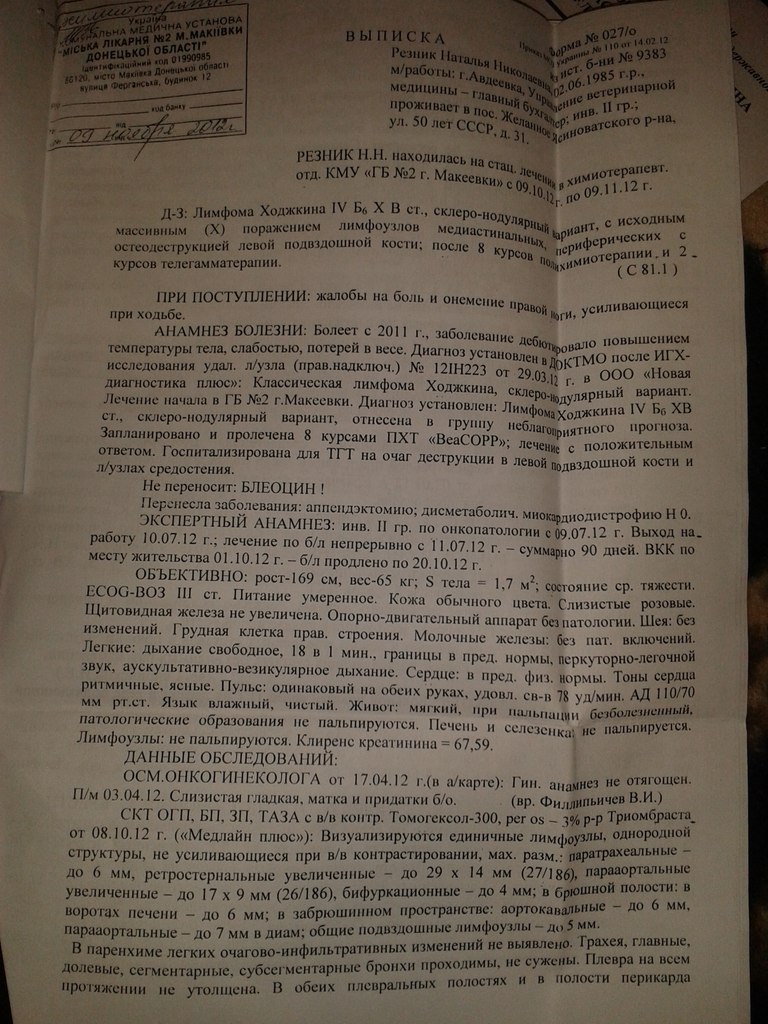 Україна
КОМУНАЛЬНА МЕДИЧНА УСТАНОВА
"МІСЬКА ЛІКАРНЯ №2 М.МАКІЇВКИ
ДОНЕЦЬКОЇ ОБЛАСТІ"
Ідентифікаційний код 01990985
86120, місто Макіївка Донецької області
вулиця Ферганська, будинок 12
код банку
09 ноября 2012г.
ВЫПИСКА
форма № 027/о
Украины № 110 от 14.02.12
Резник Наталья Николаевна ист. б-ни № 9383
02.06.1985 г.р.,
м/работы: г.Авдеевка, Управление ветеринарной
медицины – главный бухгалтер; инв. II гр.;
проживает в пос. Желанное Ясиноватского р-на,
ул. 50 лет СССР, д. 31.
РЕЗНИК Н.Н. находилась на стац. лечении в химиотерапевт.
отд. КМУ «ГБ №2 г. Макеевки» с 09.10.12г. по 09.11.12 г.
Д-З: Лимфома Ходжкина IV Б₆ Х В ст., склеро-нодулярный вариант, с исходным
массивным (Х) поражением лимфоузлов медиастинальных, периферических с
остеодеструкцией левой подвздошной кости; после 8 курсов полихимиотерапии и 2
курсов телегамматерапии. ( С 81.1 )
ПРИ ПОСТУПЛЕНИИ: жалобы на боль и онемение правой ноги, усиливающиеся
при ходьбе.
АНАМНЕЗ БОЛЕЗНИ: Болеет с 2011 г., заболевание дебютировало повышением
температуры тела, слабостью, потерей в весе. Диагноз установлен в ДОКТМО после ИГХ-
исследования удал. л/узла (прав.надключ.) № 12IH223 от 29.03.12 г. в ООО «Новая
диагностика плюс»: Классическая лимфома Ходжкина, склеро-нодулярный вариант.
Лечение начала в ГБ №2 г.Макеевки. Диагноз установлен: Лимфома Ходжкина IV Б₆ ХВ
ст., склеро-нодулярный вариант, отнесена в группу неблагоприятного прогноза.
Запланировано и пролечена 8 курсами ПХТ «ВеаСОРР»; лечение с положительным
ответом. Госпитализирована для ТГТ на очаг деструкции в левой подвздошной кости и
л/узлах средостения.
Не переносит: БЛЕОЦИН !
Перенесла заболевания: аппендэктомию; дисметаболич. миокардиодистрофию Н 0.
ЭКСПЕРТНЫЙ АНАМНЕЗ: инв. II гр. по онкопатологии с 09.07.12 г. Выход на
работу 10.07.12 г.; лечение по б/л непрерывно с 11.07.12 г. – суммарно 90 дней. ВКК по
месту жительства 01.10.12 г. – б/л продлено по 20.10.12 г.
ОБЪЕКТИВНО: рост-169 см, вес-65 кг; S тела = 1,7 м²; состояние ср. тяжести.
ECOG-ВОЗ III ст. Питание умеренное. Кожа обычного цвета. Слизистые розовые.
Щитовидная железа не увеличена. Опорно-двигательный аппарат без патологии. Шея: без
изменений. Грудная клетка прав. строения. Молочные железы: без пат. включений.
Легкие: дыхание свободное, 18 в 1 мин., границы в пред. нормы, перкуторно-легочной
звук, аускультативно-везикулярное дыхание. Сердце: в пред. физ. нормы. Тоны сердца
ритмичные, ясные. Пульс: одинаковый на обеих руках, удовл. св-в 78 уд/мин. АД 110/70
мм рт.ст. Язык влажный, чистый. Живот: мягкий, при пальпации безболезненный,
патологические образования не пальпируются. Печень и селезенка: не пальпируется.
Лимфоузлы: не пальпируются. Клиренс креатинина = 67,59.
ДАННЫЕ ОБСЛЕДОВАНИЙ:
ОСМ.ОНКОГИНЕКОЛОГА от 17.04.12 г.(в а/карте): Гин. анамнез не отягощен.
П/м 03.04.12. Слизистая гладкая, матка и придатки б/о. (вр. Филлипьичев В.И.)
СКТ ОГП, БП, ЗП, ТАЗА с в/в контр. Томогексол-300, per os – 3% р-р Триомбраста
от 08.10.12 г. («Медлайн плюс»): Визуализируются единичные лимфоузлы, однородной
структуры, не усиливающиеся при в/в контрастировании, мах. разм.: паратрахеальные –
до 6 мм, ретростернальные увеличенные – до 29 х 14 мм (27/186), парааортальные
увеличенные – до 17 х 9 мм (26/186), бифуркационные – до 4 мм; в брюшной полости: в
воротах печени – до 6 мм; в забрюшинном пространстве: аортокавальные – до 6 мм,
парааортальные – до 7 мм в диам; общие подвздошные лимфоузлы – до 5 мм.
В паренхиме легких очагово-инфильтративных изменений не выявлено. Трахея, главные,
долевые, сегментарные, субсегментарные бронхи проходимы, не сужены. Плевра на всем
протяжении не утолщена. В обеих плевральных полостях и в полости перикарда